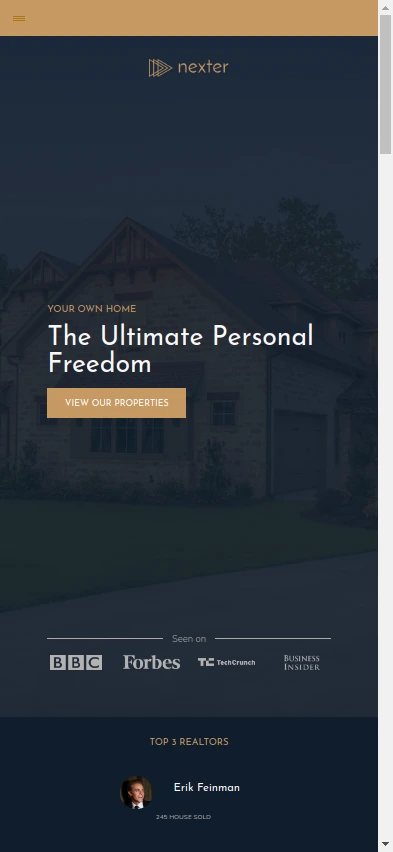 nexter
YOUR OWN HOME
The Ultimate Personal
Freedom
VIEW OUR PROPERTIES
Seen on
BBC Forbes TechCrunch BUSINESS INSIDER
TOP 3 REALTORS
Erik Feinman
245 HOUSE SOLD